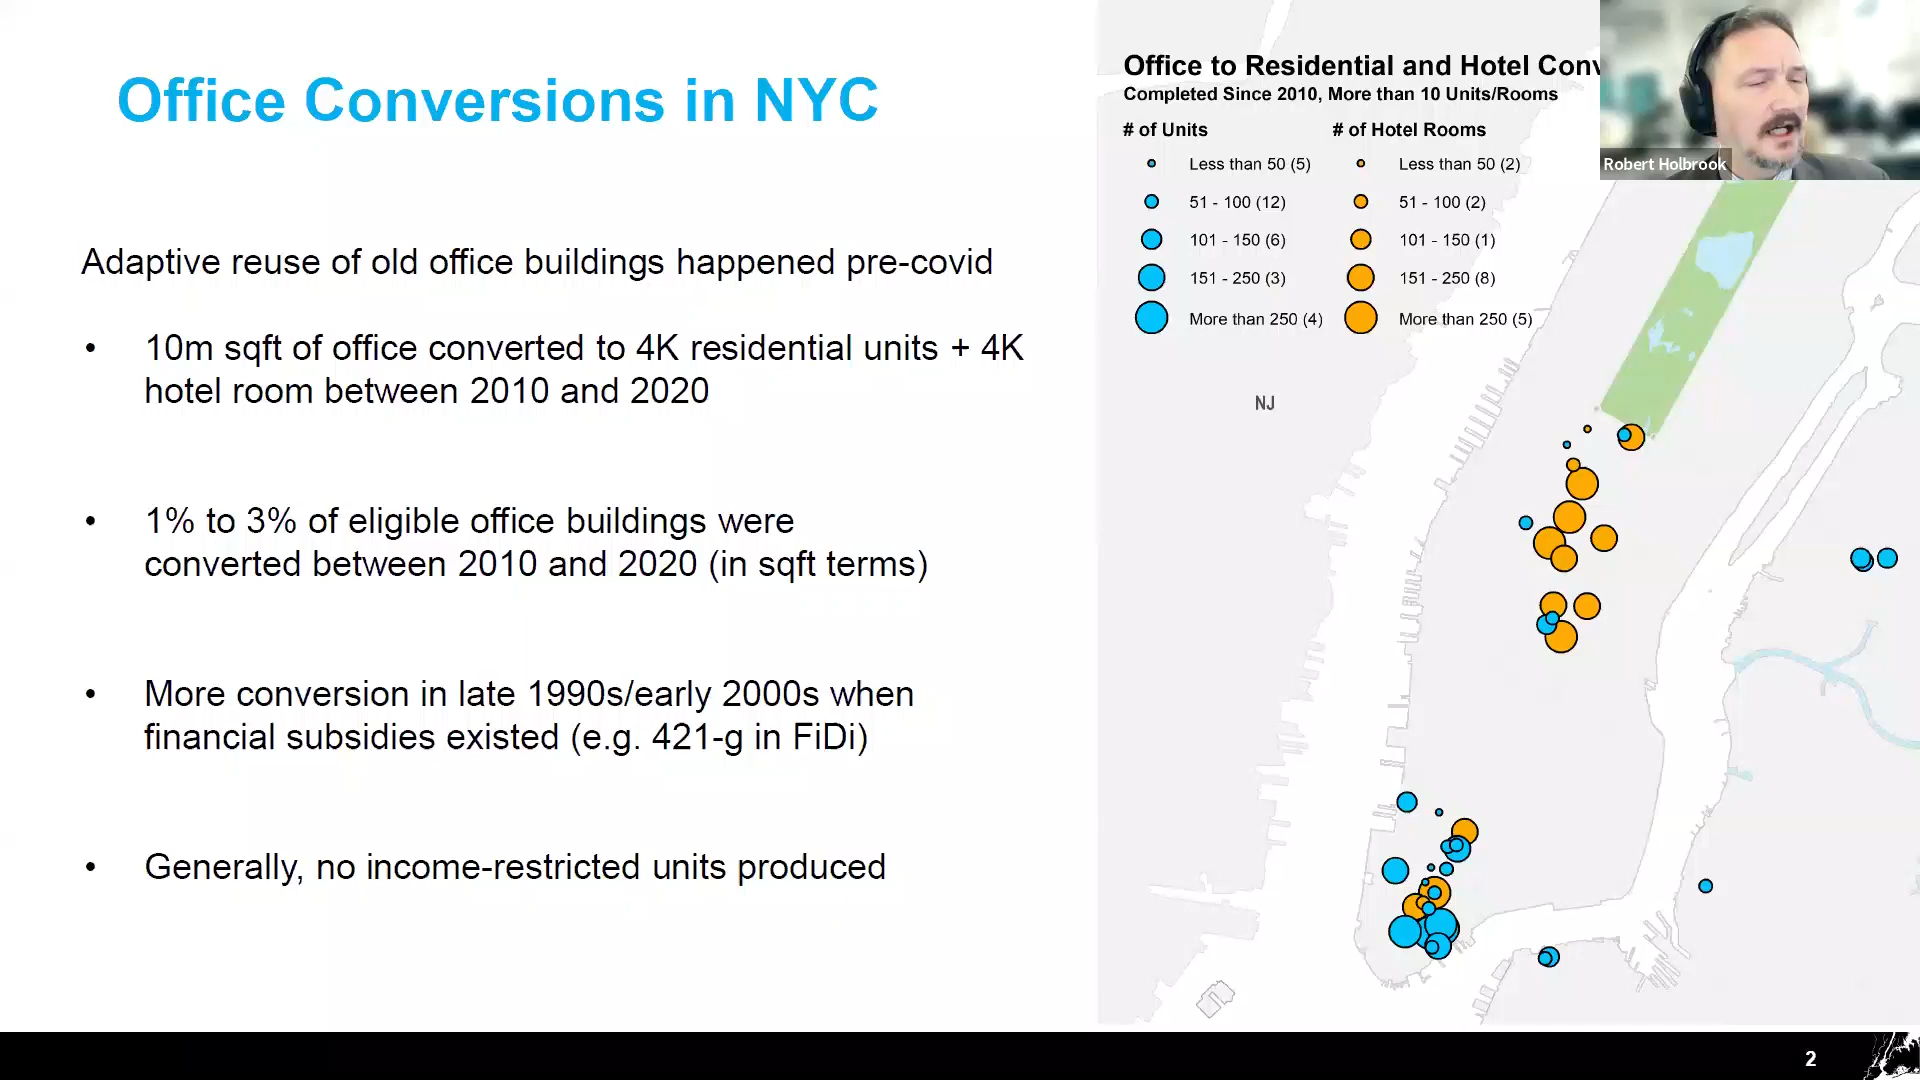 Office Conversions in NYC
Adaptive reuse of old office buildings happened pre-covid
• 10m sqft of office converted to 4K residential units + 4K
hotel room between 2010 and 2020
• 1% to 3% of eligible office buildings were
converted between 2010 and 2020 (in sqft terms)
• More conversion in late 1990s/early 2000s when
financial subsidies existed (e.g. 421-g in FiDi)
• Generally, no income-restricted units produced
Office to Residential and Hotel Conv
Completed Since 2010, More than 10 Units/Rooms
# of Units
Less than 50 (5)
51 - 100 (12)
101 - 150 (6)
151 - 250 (3)
More than 250 (4)
# of Hotel Rooms
Less than 50 (2)
51 - 100 (2)
101 - 150 (1)
151 - 250 (8)
More than 250 (5)
NJ
Robert Holbrook
2